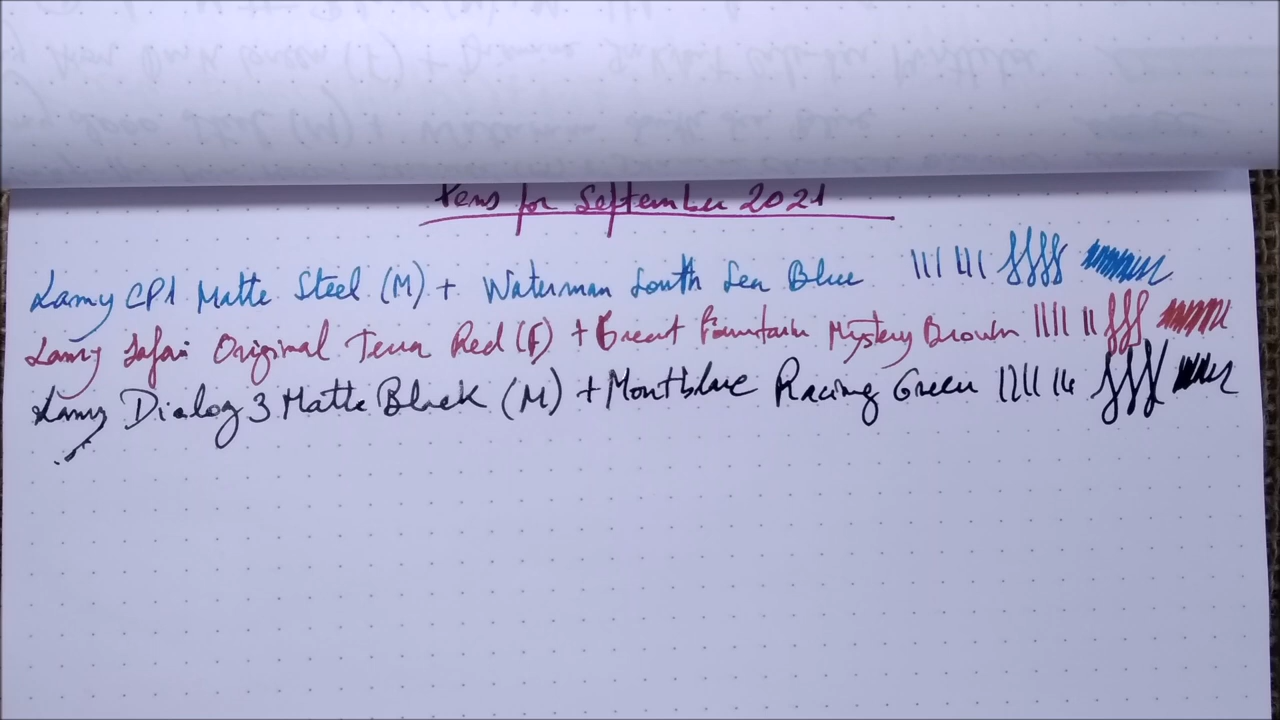 Pens for September 2021
Lamy CP1 Matte Steel (M) + Waterman South Sea Blue
Lamy Safari Original Terra Red (F) + Great Fountain Mystery Brown
Lamy Dialog 3 Matte Black (M) + Montblanc Racing Green